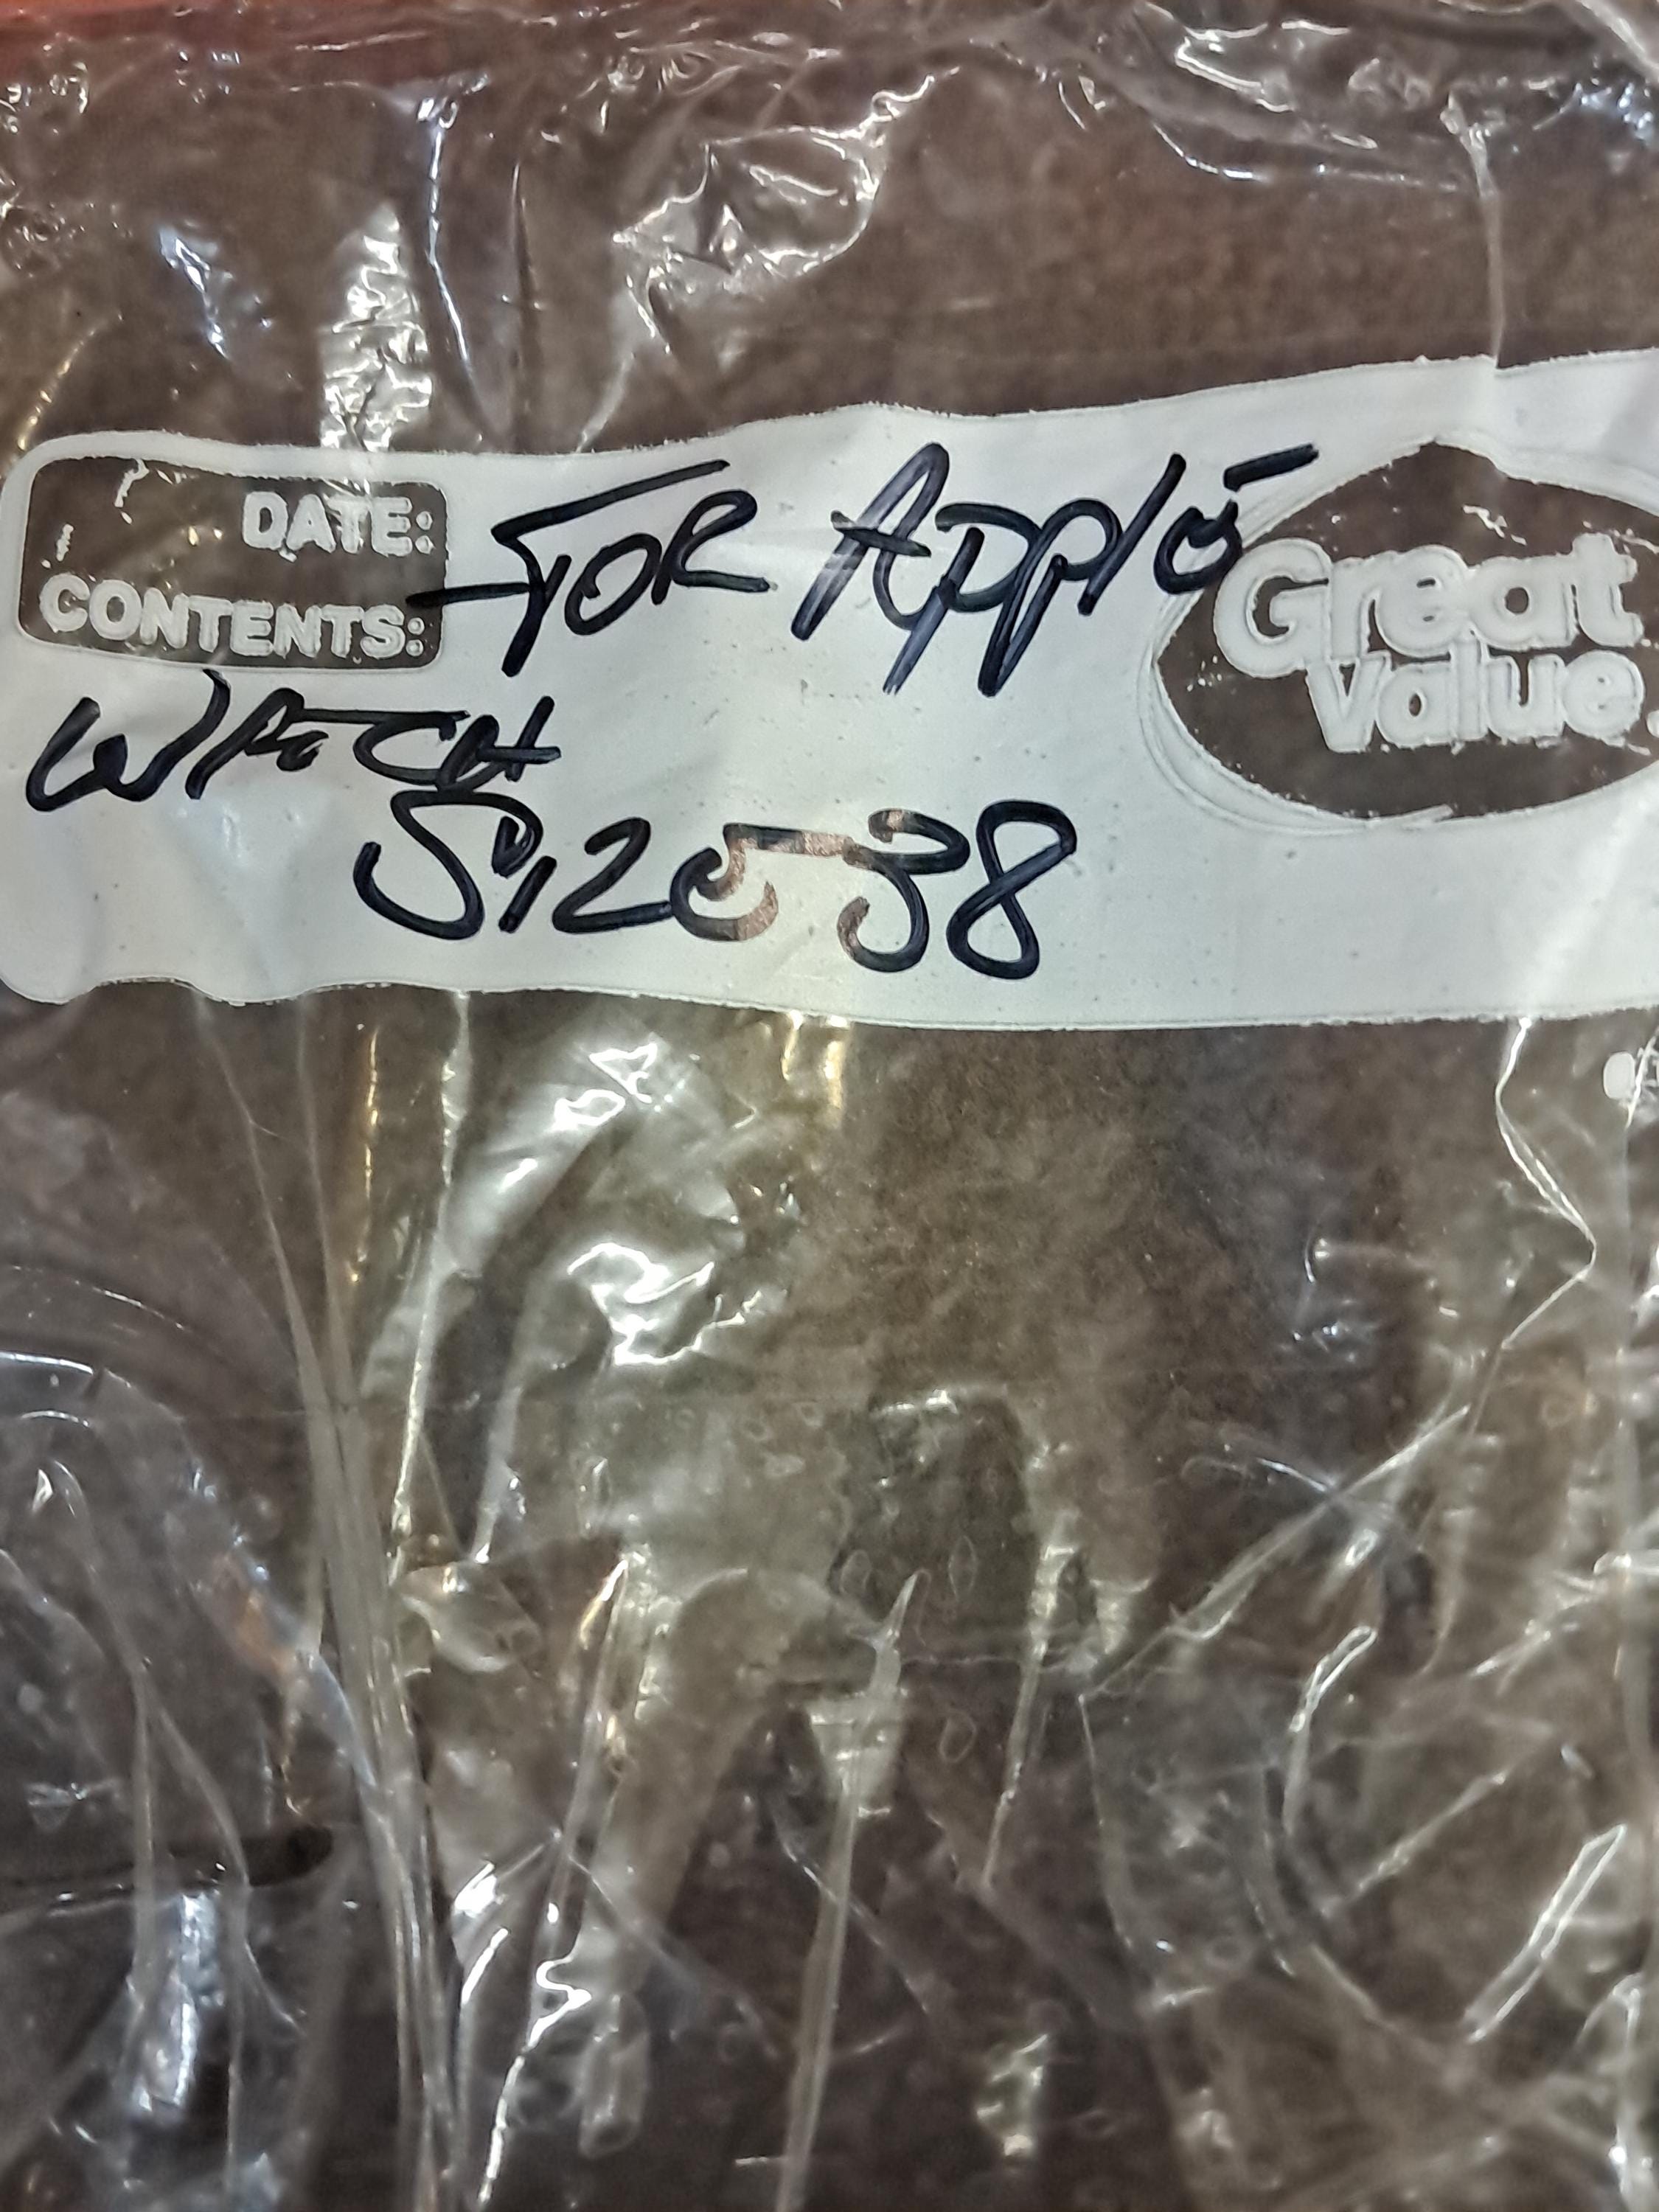 DATE:
CONTENTS:
FOR Apple
WATCH
Size 38
Great
Value.